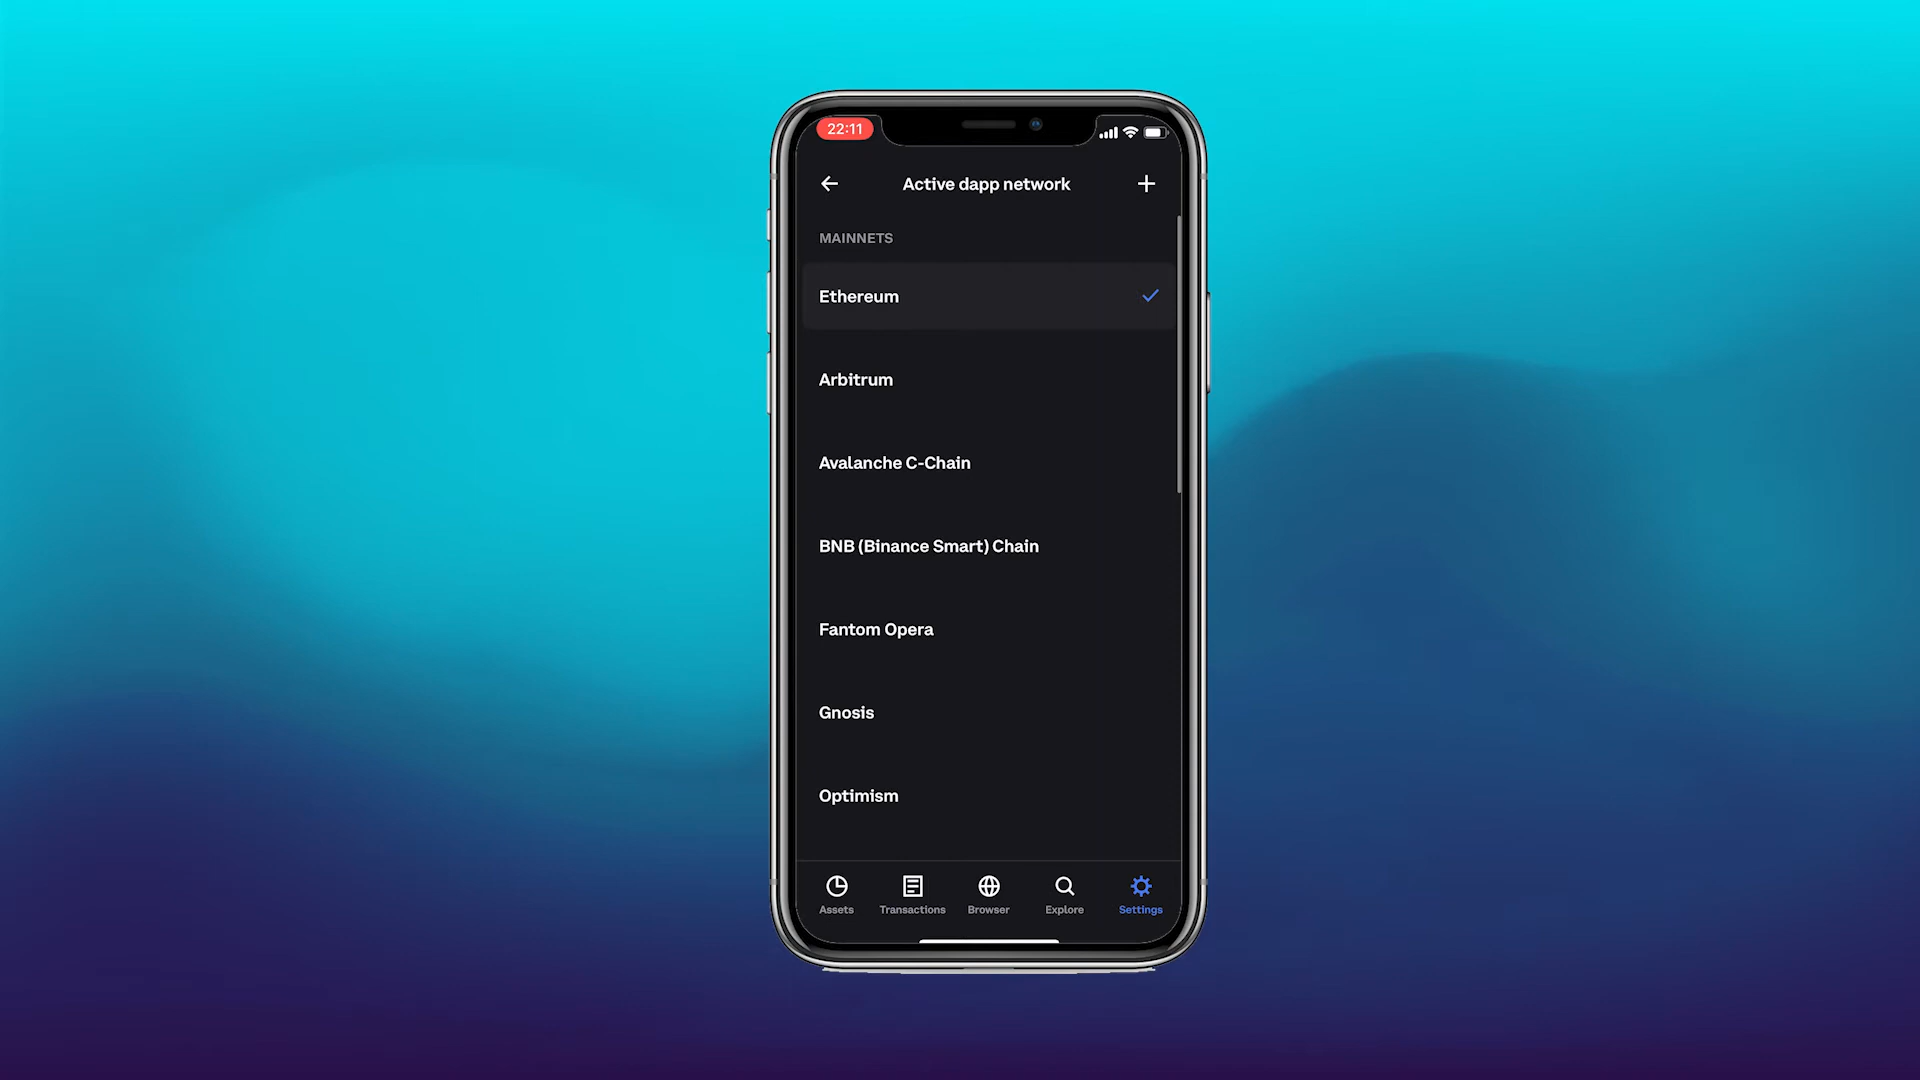 22:11
Active dapp network
MAINNETS
Ethereum
Arbitrum
Avalanche C-Chain
BNB (Binance Smart) Chain
Fantom Opera
Gnosis
Optimism
Assets Transactions Browser Explore Settings